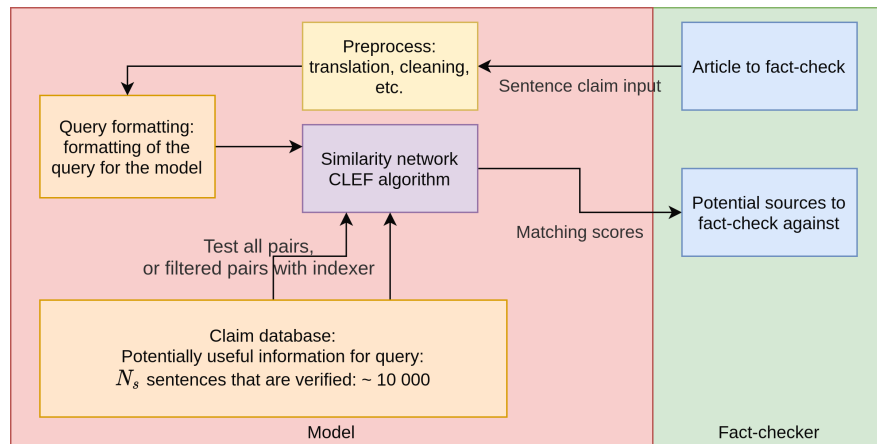 Preprocess:
translation, cleaning,
etc.
Article to fact-check
Sentence claim input
Query formatting:
formatting of the
query for the model
Similarity network
CLEF algorithm
Potential sources to
fact-check against
Matching scores
Test all pairs,
or filtered pairs with indexer
Claim database:
Potentially useful information for query:
N_s sentences that are verified: ~ 10 000
Model
Fact-checker